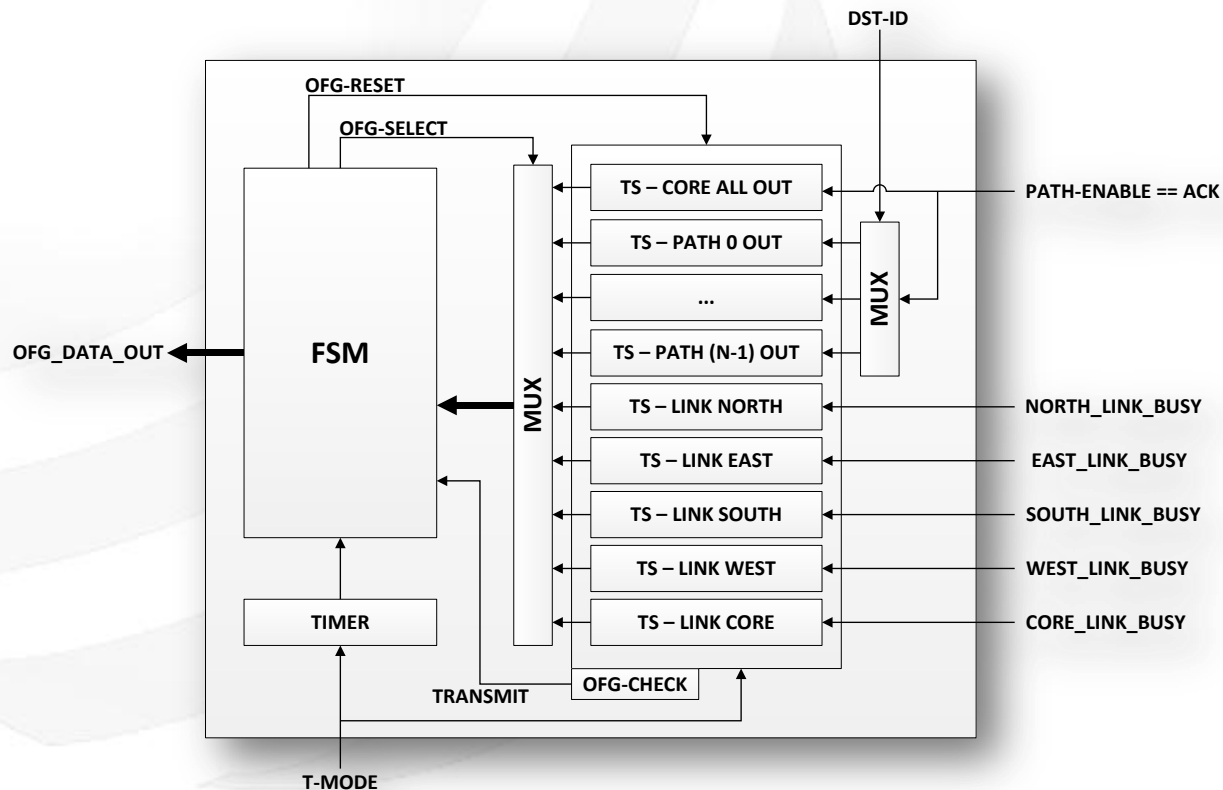 DST-ID
OFG-RESET
OFG-SELECT
TS – CORE ALL OUT
PATH-ENABLE == ACK
TS – PATH 0 OUT
...
MUX
TS – PATH (N-1) OUT
OFG_DATA_OUT
FSM
MUX
TS – LINK NORTH
NORTH_LINK_BUSY
TS – LINK EAST
EAST_LINK_BUSY
TS – LINK SOUTH
SOUTH_LINK_BUSY
TS – LINK WEST
WEST_LINK_BUSY
TIMER
TS – LINK CORE
CORE_LINK_BUSY
OFG-CHECK
TRANSMIT
T-MODE